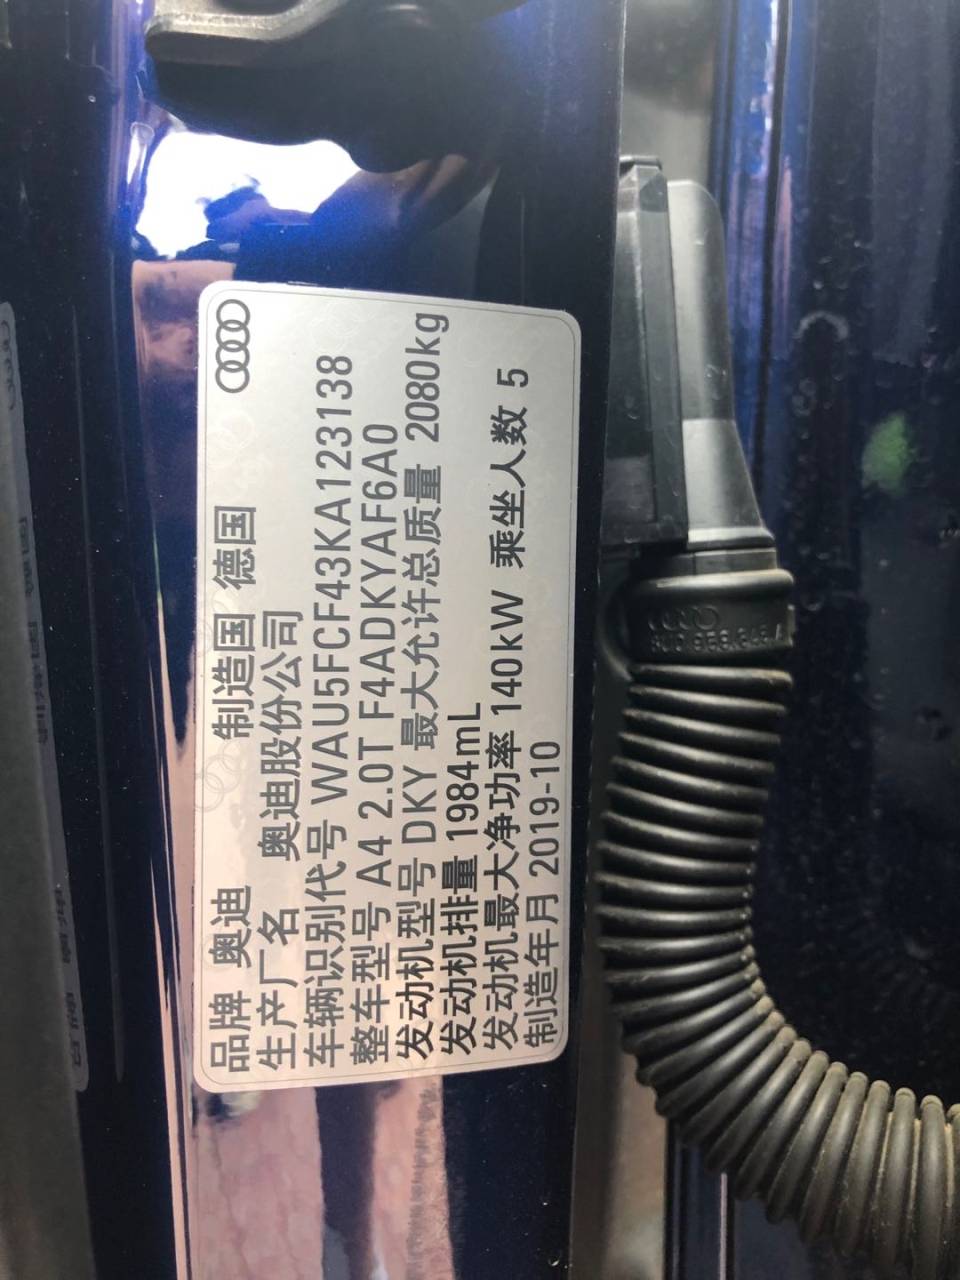 品牌 奥迪 制造国 德国
生产厂名 奥迪股份公司
车辆识别代号 WAU5FCF43KA123138
整车型号 A4 2.0T F4ADKYAF6A0
发动机型号 DKY 最大允许总质量 2080kg
发动机排量 1984mL
发动机最大净功率 140kW 乘坐人数 5
制造年月 2019-10